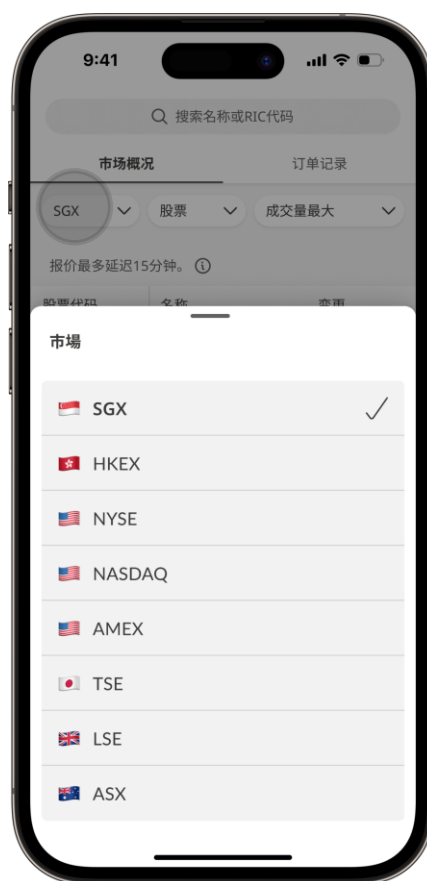 9:41
搜索名称或RIC代码
市场概况 订单记录
SGX 股票 成交量最大
报价最多延迟15分钟。
股票代码 名称 变更
市場
SGX
HKEX
NYSE
NASDAQ
AMEX
TSE
LSE
ASX